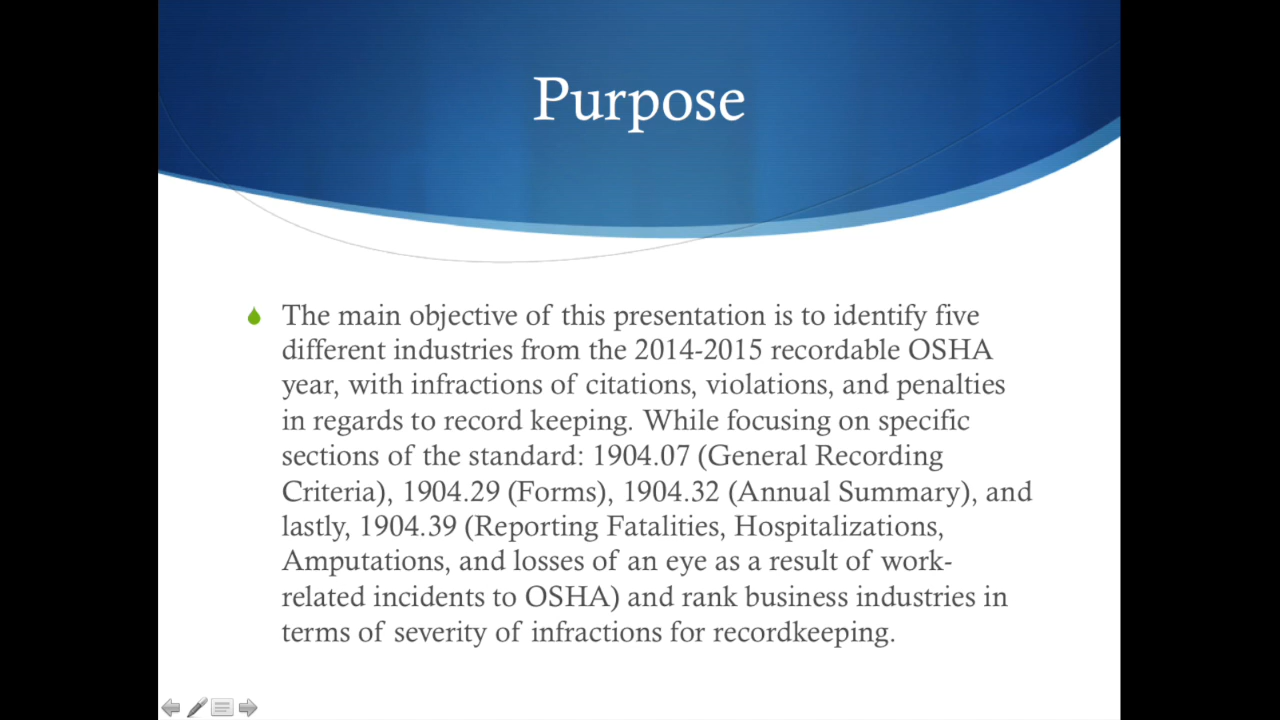 Purpose
The main objective of this presentation is to identify five
different industries from the 2014-2015 recordable OSHA
year, with infractions of citations, violations, and penalties
in regards to record keeping. While focusing on specific
sections of the standard: 1904.07 (General Recording
Criteria), 1904.29 (Forms), 1904.32 (Annual Summary), and
lastly, 1904.39 (Reporting Fatalities, Hospitalizations,
Amputations, and losses of an eye as a result of work-
related incidents to OSHA) and rank business industries in
terms of severity of infractions for recordkeeping.